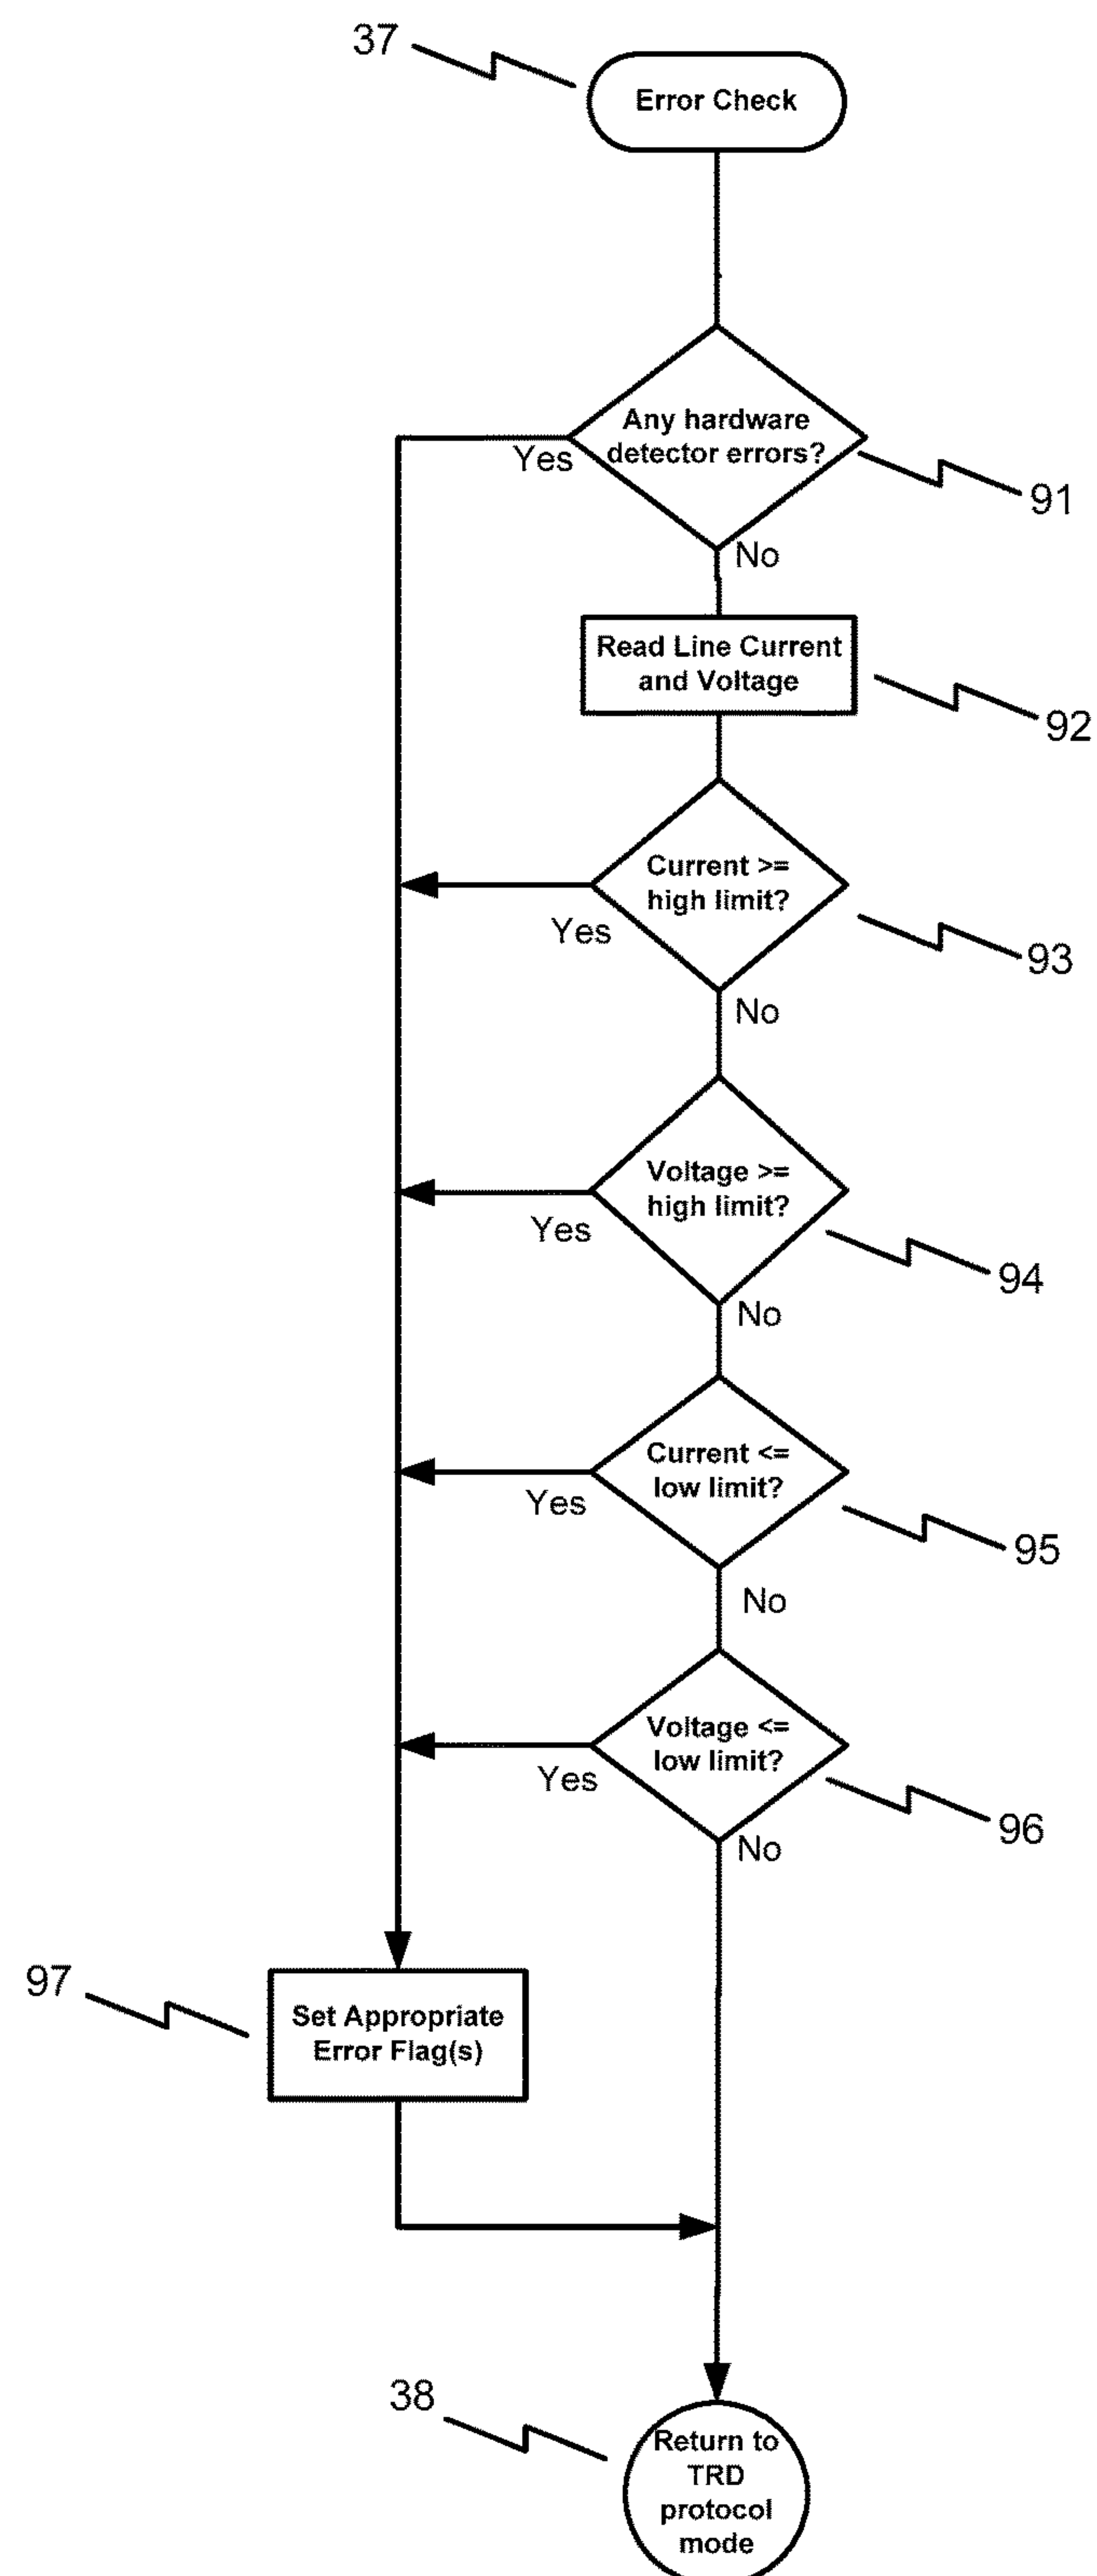 37
Error Check
Any hardware
detector errors?
Yes
91
No
Read Line Current
and Voltage
92
Current >=
high limit?
Yes
93
No
Voltage >=
high limit?
Yes
94
No
Current <=
low limit?
Yes
95
No
Voltage <=
low limit?
Yes
96
No
97
Set Appropriate
Error Flag(s)
38
Return to
TRD
protocol
mode